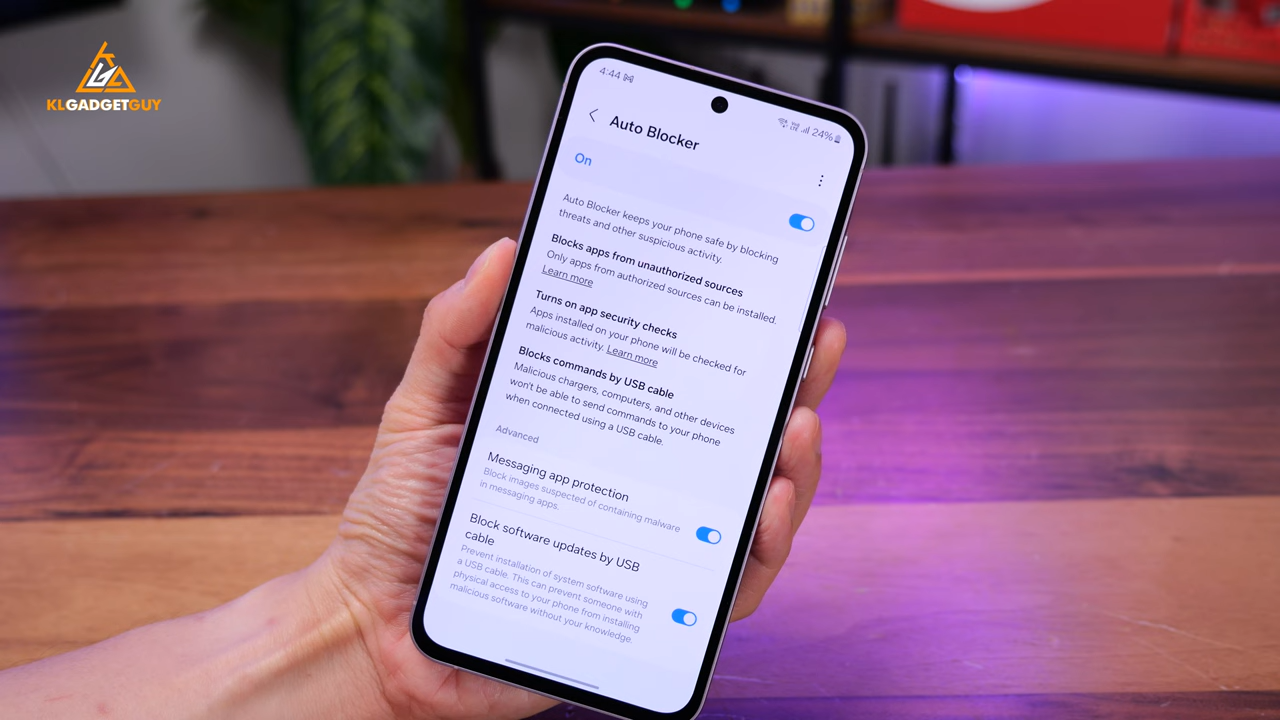 KLGADGETGUY
4:44
24%
Auto Blocker
On
Auto Blocker keeps your phone safe by blocking
threats and other suspicious activity.
Blocks apps from unauthorized sources
Only apps from authorized sources can be installed.
Learn more
Turns on app security checks
Apps installed on your phone will be checked for
malicious activity. Learn more
Blocks commands by USB cable
Malicious chargers, computers, and other devices
won't be able to send commands to your phone
when connected using a USB cable.
Advanced
Messaging app protection
Block images suspected of containing malware
in messaging apps.
Block software updates by USB
cable
Prevent installation of system software using
a USB cable. This can prevent someone with
physical access to your phone from installing
malicious software without your knowledge.